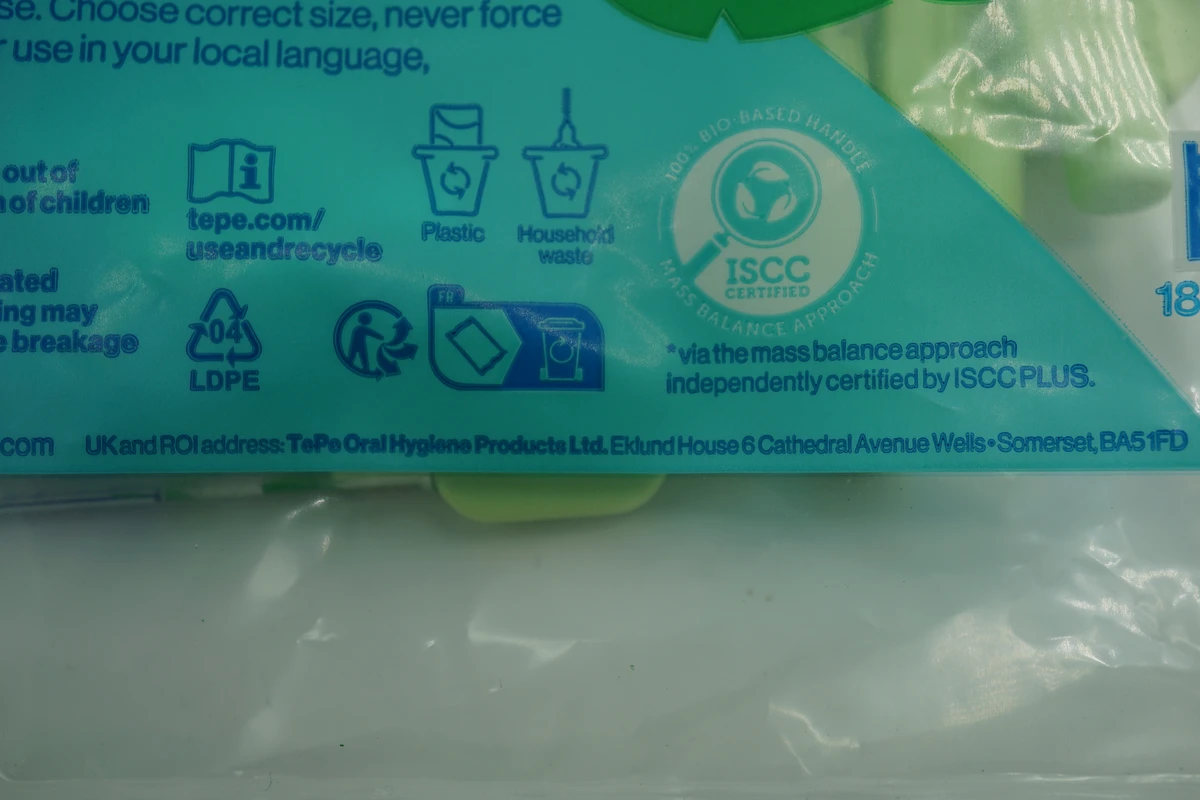 se. Choose correct size, never force
r use in your local language,
out of
n of children
ated
ing may
e breakage
tepe.com/
useandrecycle
Plastic
Household
waste
04
LDPE
FR
100% BIO-BASED HANDLE
ISCC
CERTIFIED
MASS BALANCE APPROACH
*via the mass balance approach
independently certified by ISCC PLUS.
18
.com UK and ROI address: TePe Oral Hygiene Products Ltd. Eklund House 6 Cathedral Avenue Wells • Somerset, BA5 1FD